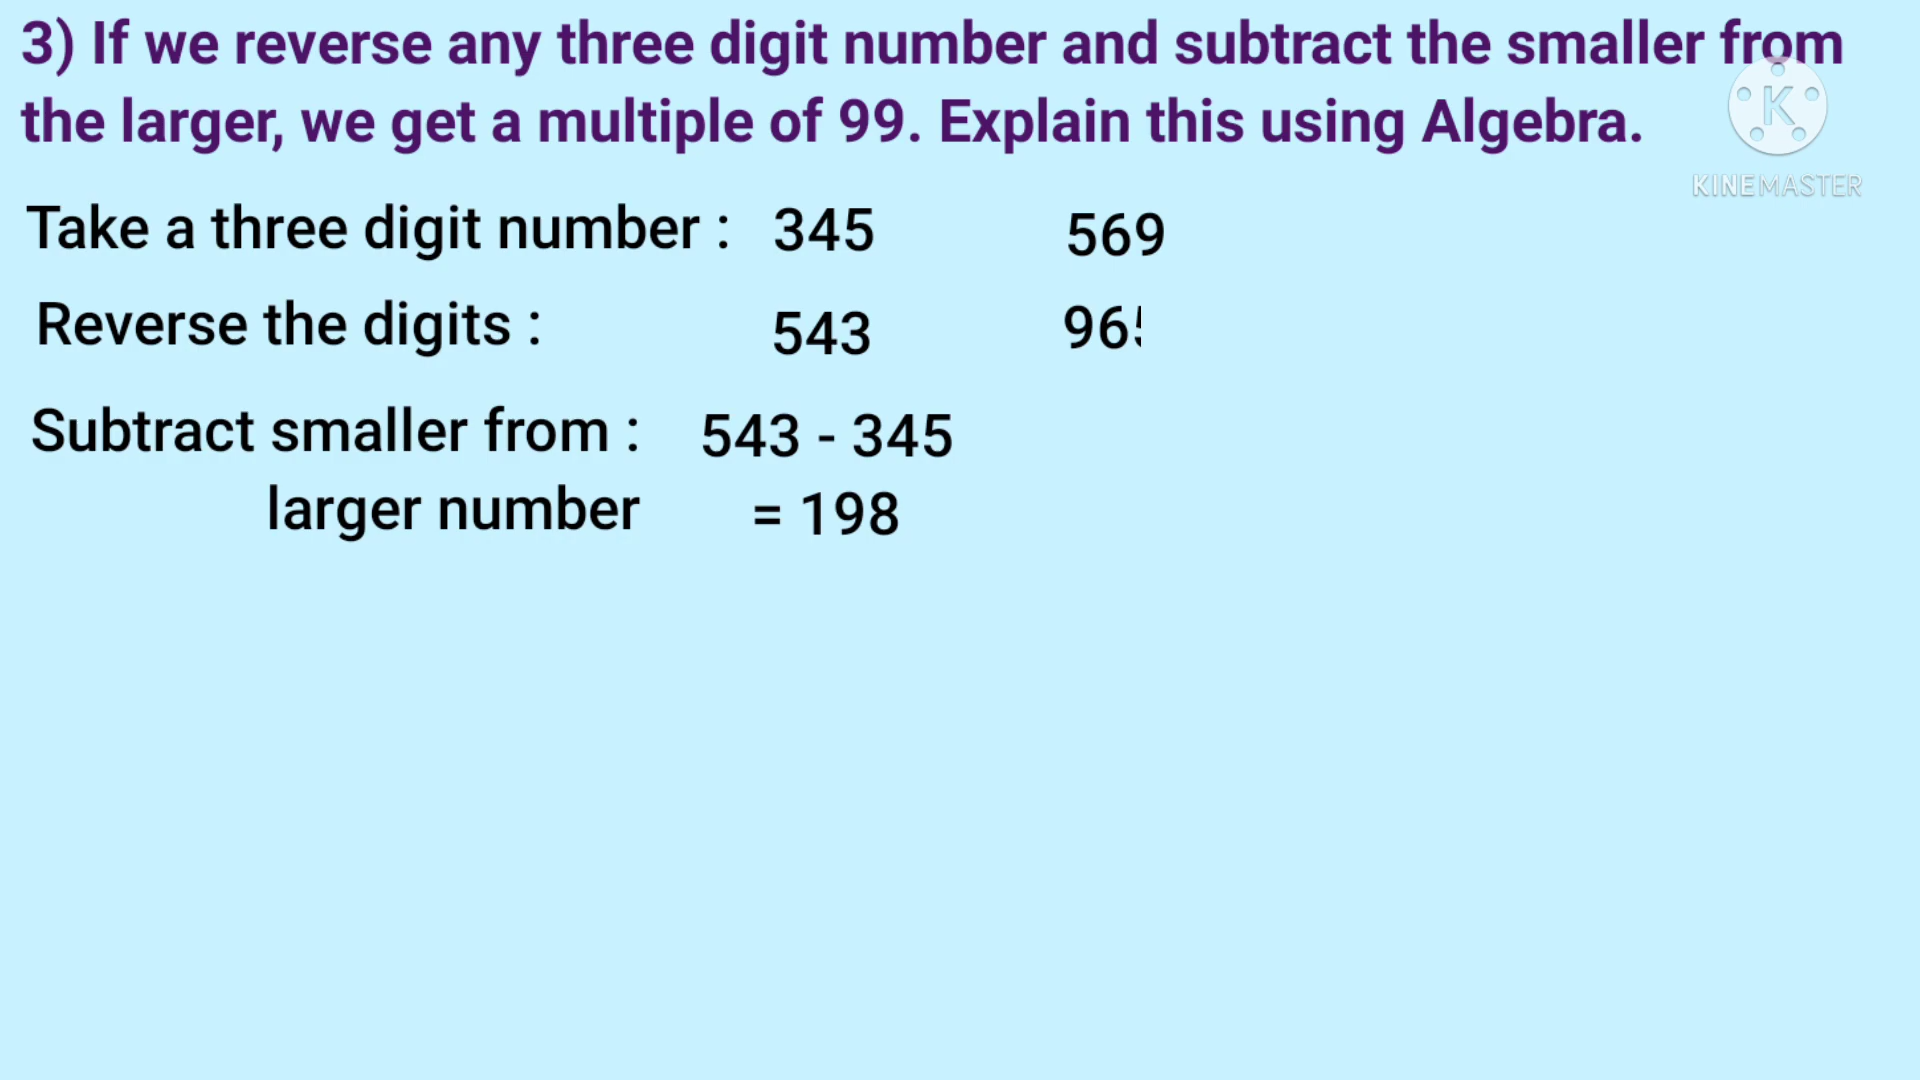 3) If we reverse any three digit number and subtract the smaller from
the larger, we get a multiple of 99. Explain this using Algebra.
KINEMASTER
Take a three digit number : 345 569
Reverse the digits : 543
Subtract smaller from : 543 - 345
larger number = 198